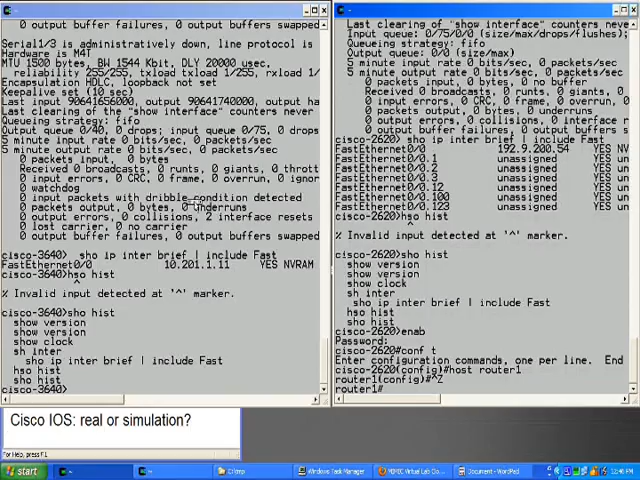 0 output buffer failures, 0 output buffers swapped
Serial1/3 is administratively down, line protocol is
Hardware is M4T
MTU 1500 bytes, BW 1544 Kbit, DLY 20000 usec,
reliability 255/255, txload txload 1/255, rxload 1/
Encapsulation HDLC, loopback not set
Keepalive set (10 sec)
Last input 90641656000, output 90641740000, output ha
Last clearing of the "show interface" counters never
Queueing strategy: fifo
Output queue 0/40, 0 drops; input queue 0/75, 0 drops
5 minute input rate 0 bits/sec, 0 packets/sec
5 minute output rate 0 bits/sec, 0 packets/sec
0 packets input, 0 bytes
Received 0 broadcasts, 0 runts, 0 giants, 0 thrott
0 input errors, 0 CRC, 0 frame, 0 overrun, 0 ignor
0 watchdog
0 input packets with dribble condition detected
0 packets output, 0 bytes, 0 underruns
0 output errors, 0 collisions, 2 interface resets
0 lost carrier, 0 no carrier
0 output buffer failures, 0 output buffers swapped
cisco-3640> sho ip inter brief | include Fast
FastEthernet0/0 10.201.1.11 YES NVRAM
cisco-3640>hso hist
^
% Invalid input detected at '^' marker.
cisco-3640>sho hist
show version
show version
show clock
sh inter
sho ip inter brief | include Fast
hso hist
sho hist
cisco-3640>
Last clearing of "show interface" counters never
Input queue: 0/75/0/0 (size/max/drops/flushes);
Queueing strategy: fifo
Output queue: 0/0 (size/max)
5 minute input rate 0 bits/sec, 0 packets/sec
5 minute output rate 0 bits/sec, 0 packets/sec
0 packets input, 0 bytes, 0 no buffer
Received 0 broadcasts, 0 runts, 0 giants,
0 input errors, 0 CRC, 0 frame, 0 overrun,
0 packets output, 0 bytes, 0 underruns
0 output errors, 0 collisions, 0 interface r
0 output buffer failures, 0 output buffers s
cisco-2620> sho ip inter brief | include Fast
FastEthernet0/0 192.9.200.54 YES NV
FastEthernet0/0.1 unassigned YES NV
FastEthernet0/0.2 unassigned YES NV
FastEthernet0/0.3 unassigned YES NV
FastEthernet0/0.12 unassigned YES NV
FastEthernet0/0.100 unassigned YES NV
FastEthernet0/0.123 unassigned YES NV
cisco-2620>hso hist
^
% Invalid input detected at '^' marker.
cisco-2620>sho hist
show version
show version
show clock
sh inter
sho ip inter brief | include Fast
hso hist
sho hist
cisco-2620>enab
Password:
cisco-2620#conf t
Enter configuration commands, one per line. End
cisco-2620(config)#host router1
router1(config)#^Z
router1#
Cisco IOS: real or simulation?
For Help, press F1
start
C:\tmp
Windows Task Manager
MIMIC Virtual Lab Co...
Document - WordPad
12:46 PM